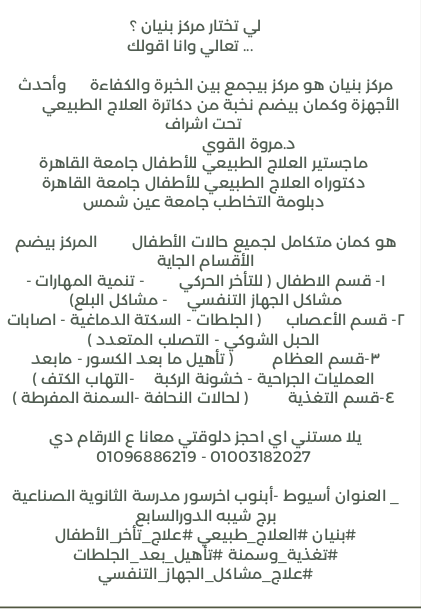 لي تختار مركز بنيان ؟
تعالي وانا اقولك ...
مركز بنيان هو مركز بيجمع بين الخبرة والكفاءة وأحدث
الأجهزة وكمان بيضم نخبة من دكاترة العلاج الطبيعي
تحت اشراف
د.مروة القوي
ماجستير العلاج الطبيعي للأطفال جامعة القاهرة
دكتوراه العلاج الطبيعي للأطفال جامعة القاهرة
دبلومة التخاطب جامعة عين شمس
هو كمان متكامل لجميع حالات الأطفال المركز بيضم
الأقسام الجاية
١- قسم الاطفال ( للتأخر الحركي - تنمية المهارات -
مشاكل الجهاز التنفسي - مشاكل البلع)
٢- قسم الأعصاب ( الجلطات - السكتة الدماغية - اصابات
الحبل الشوكي - التصلب المتعدد )
٣-قسم العظام ( تأهيل ما بعد الكسور - مابعد
العمليات الجراحية - خشونة الركبة -التهاب الكتف )
٤-قسم التغذية ( لحالات النحافة -السمنة المفرطة )
يلا مستني اي احجز دلوقتي معانا ع الارقام دي
01003182027 - 01096886219
_ العنوان أسيوط -أبنوب اخرسور مدرسة الثانوية الصناعية
برج شيبه الدورالسابع
#بنيان #العلاج_طبيعي #علاج_تأخر_الأطفال
#تغذية_وسمنة #تأهيل_بعد_الجلطات
#علاج_مشاكل_الجهاز_التنفسي